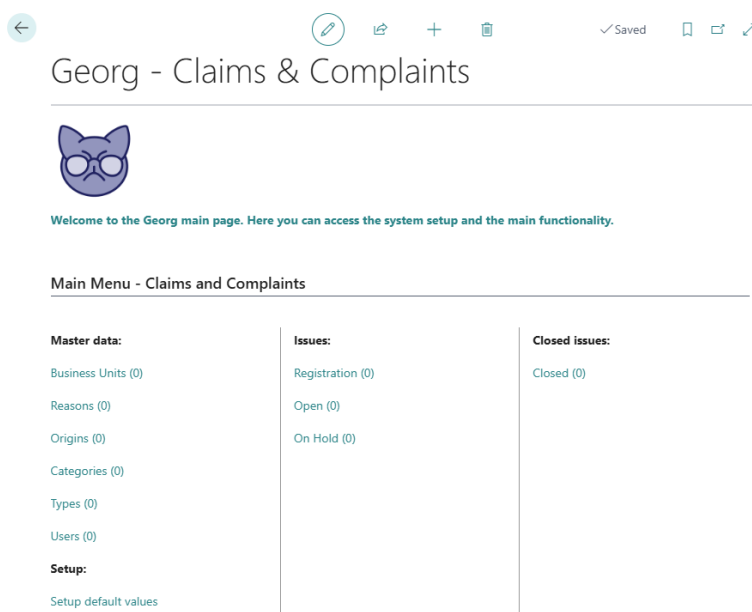 Saved
Georg - Claims & Complaints
Welcome to the Georg main page. Here you can access the system setup and the main functionality.
Main Menu - Claims and Complaints
Master data:
Business Units (0)
Reasons (0)
Origins (0)
Categories (0)
Types (0)
Users (0)
Setup:
Setup default values
Issues:
Registration (0)
Open (0)
On Hold (0)
Closed issues:
Closed (0)